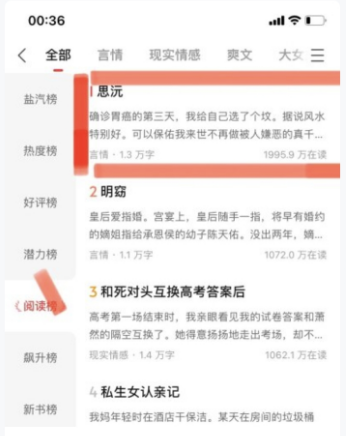 00:36
全部 言情 现实情感 爽文 大女
盐汽榜
热度榜
好评榜
潜力榜
《阅读榜》
飙升榜
新书榜
1 思沅
确诊胃癌的第三天，我给自己选了个坟。据说风水
特别好。可以保佑我来世不再做被人嫌恶的真千...
言情 · 1.3 万字 1995.9 万在读
2 明窈
皇后爱指婚。宫宴上，皇后随手一指，将早有婚约
的嫡姐指给承恩侯的幼子陈天佑。没出两年，嫡...
言情 · 1.1 万字 1072.0 万在读
3 和死对头互换高考答案后
高考第一场结束时，我亲眼看见我的试卷答案和萧
然的隔空互换了。她得意扬扬地走出考场，却不...
现实情感 · 1.4 万字 1062.1 万在读
4 私生女认亲记
我妈年轻时在酒店干保洁。某天在房间的垃圾桶